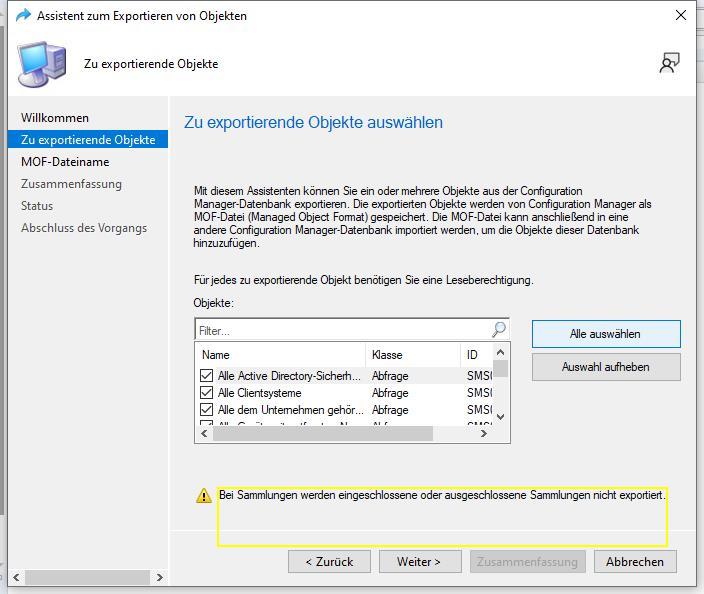 Assistent zum Exportieren von Objekten
Zu exportierende Objekte
Willkommen
Zu exportierende Objekte
MOF-Dateiname
Zusammenfassung
Status
Abschluss des Vorgangs
Zu exportierende Objekte auswählen
Mit diesem Assistenten können Sie ein oder mehrere Objekte aus der Configuration
Manager-Datenbank exportieren. Die exportierten Objekte werden von Configuration Manager als
MOF-Datei (Managed Object Format) gespeichert. Die MOF-Datei kann anschließend in eine
andere Configuration Manager-Datenbank importiert werden, um die Objekte dieser Datenbank
hinzuzufügen.
Für jedes zu exportierende Objekt benötigen Sie eine Leseberechtigung.
Objekte:
Filter...
Name Klasse ID
Alle Active Directory-Sicherh... Abfrage SMS
Alle Clientsysteme Abfrage SMS
Alle dem Unternehmen gehör... Abfrage SMS
Alle auswählen
Auswahl aufheben
Bei Sammlungen werden eingeschlossene oder ausgeschlossene Sammlungen nicht exportiert.
< Zurück
Weiter >
Zusammenfassung
Abbrechen